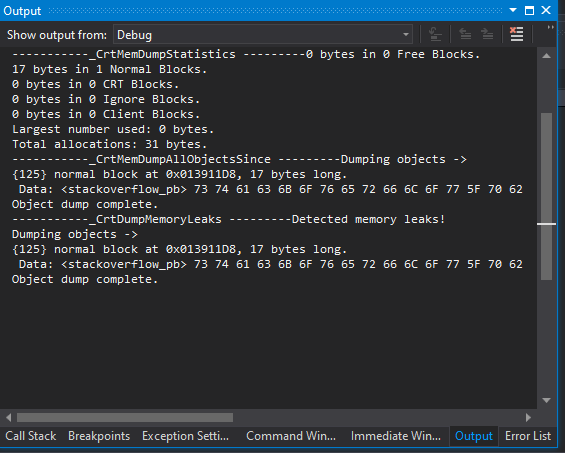 Output
Show output from: Debug
------------_CrtMemDumpStatistics ---------0 bytes in 0 Free Blocks.
17 bytes in 1 Normal Blocks.
0 bytes in 0 CRT Blocks.
0 bytes in 0 Ignore Blocks.
0 bytes in 0 Client Blocks.
Largest number used: 0 bytes.
Total allocations: 31 bytes.
------------_CrtMemDumpAllObjectsSince ---------Dumping objects ->
{125} normal block at 0x013911D8, 17 bytes long.
Data: <stackoverflow_pb> 73 74 61 63 6B 6F 76 65 72 66 6C 6F 77 5F 70 62
Object dump complete.
------------_CrtDumpMemoryLeaks ---------Detected memory leaks!
Dumping objects ->
{125} normal block at 0x013911D8, 17 bytes long.
Data: <stackoverflow_pb> 73 74 61 63 6B 6F 76 65 72 66 6C 6F 77 5F 70 62
Object dump complete.
Call Stack Breakpoints Exception Setti... Command Win... Immediate Win... Output Error List